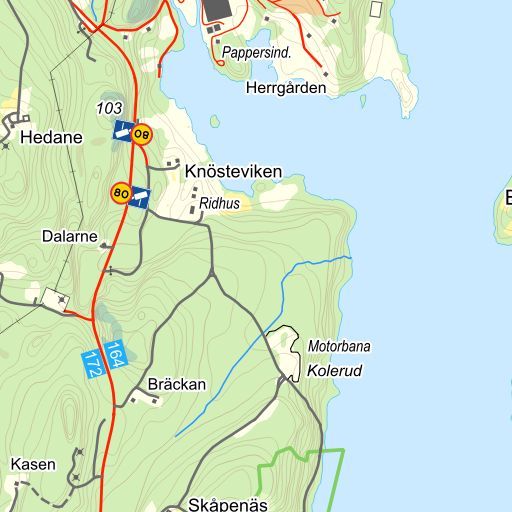 Pappersind.
Herrgården
103
80
Hedane
Knösteviken
80
Ridhus
Dalarne
164
172
Motorbana
Kolerud
Bräckan
Kasen
Skåpenäs